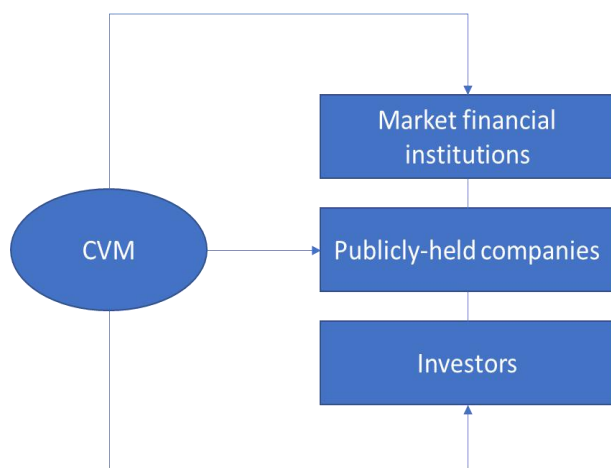 Market financial
institutions
CVM
Publicly-held companies
Investors